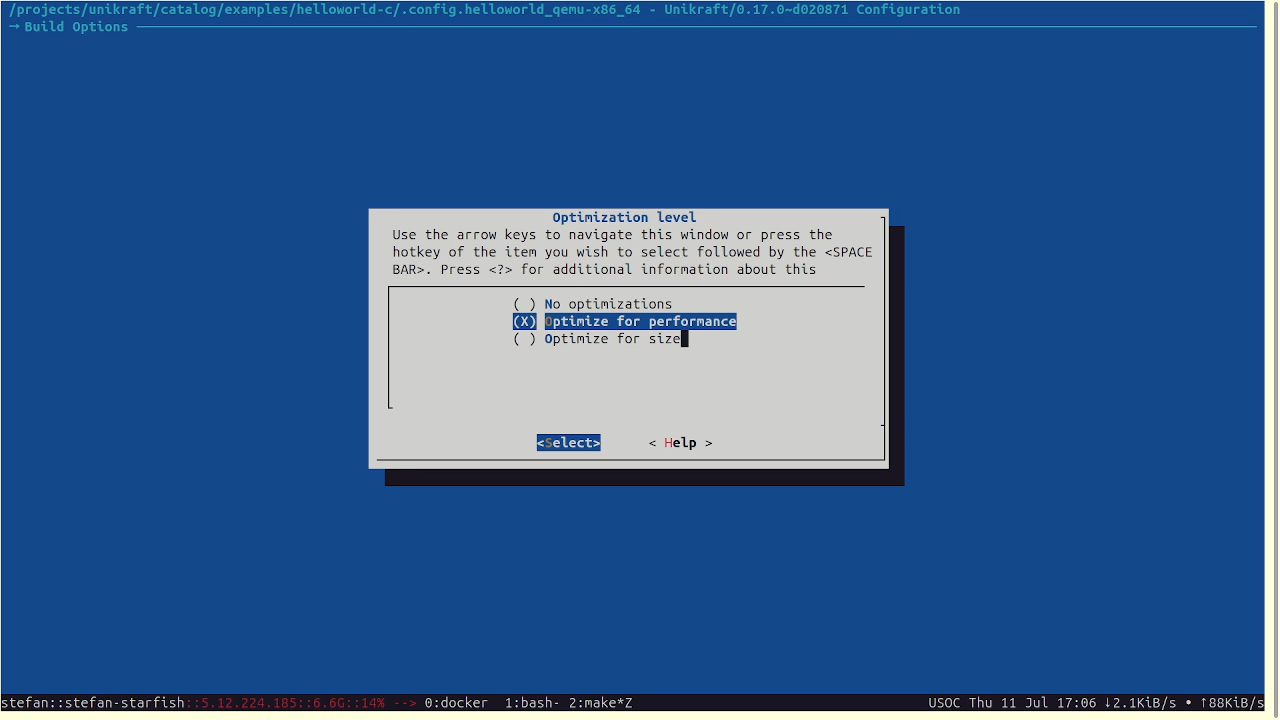 /projects/unikraft/catalog/examples/helloworld-c/.config.helloworld_qemu-x86_64 - Unikraft/0.17.0~d020871 Configuration
→ Build Options
Optimization level
Use the arrow keys to navigate this window or press the
hotkey of the item you wish to select followed by the <SPACE
BAR>. Press <?> for additional information about this
( ) No optimizations
(X) Optimize for performance
( ) Optimize for size
<Select> < Help >
stefan::stefan-starfish::5.12.224.185::6.6G::14% --> 0:docker 1:bash- 2:make*Z USOC Thu 11 Jul 17:06 ↓2.1KiB/s • ↑88KiB/s